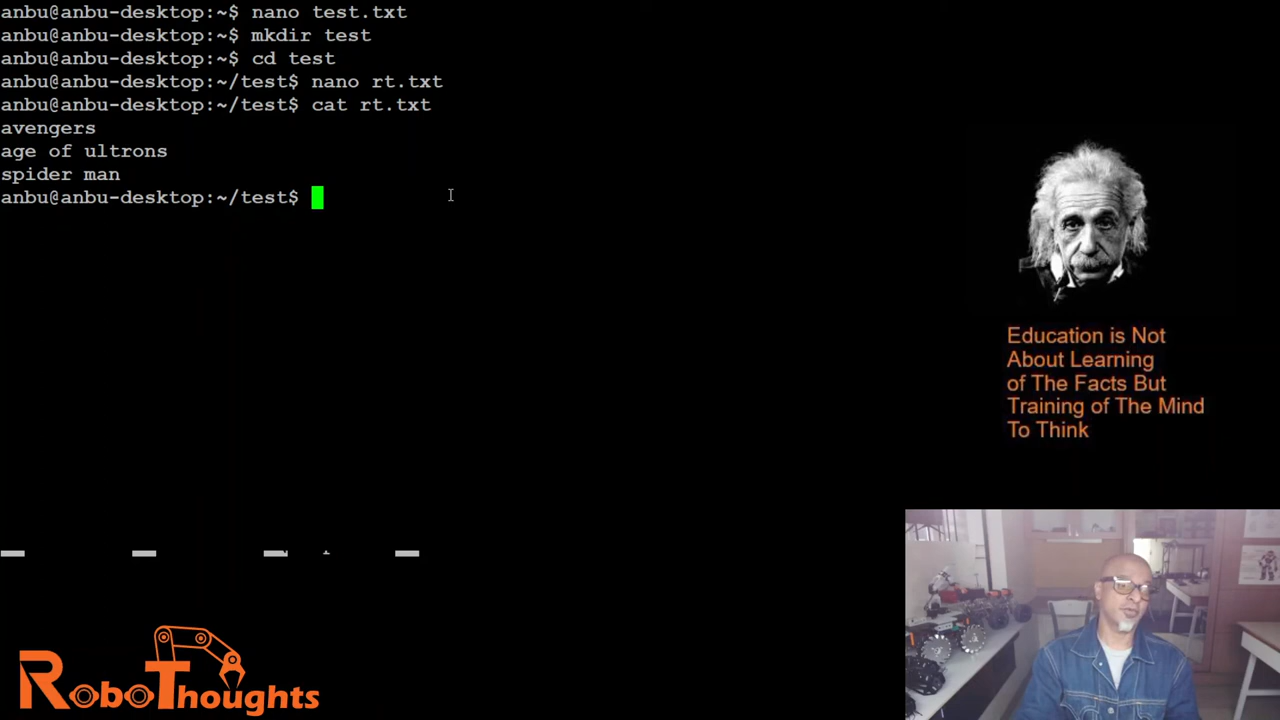 anbu@anbu-desktop:~$ nano test.txt
anbu@anbu-desktop:~$ mkdir test
anbu@anbu-desktop:~$ cd test
anbu@anbu-desktop:~/test$ nano rt.txt
anbu@anbu-desktop:~/test$ cat rt.txt
avengers
age of ultrons
spider man
anbu@anbu-desktop:~/test$
Education is Not
About Learning
of The Facts But
Training of The Mind
To Think
RoboThoughts